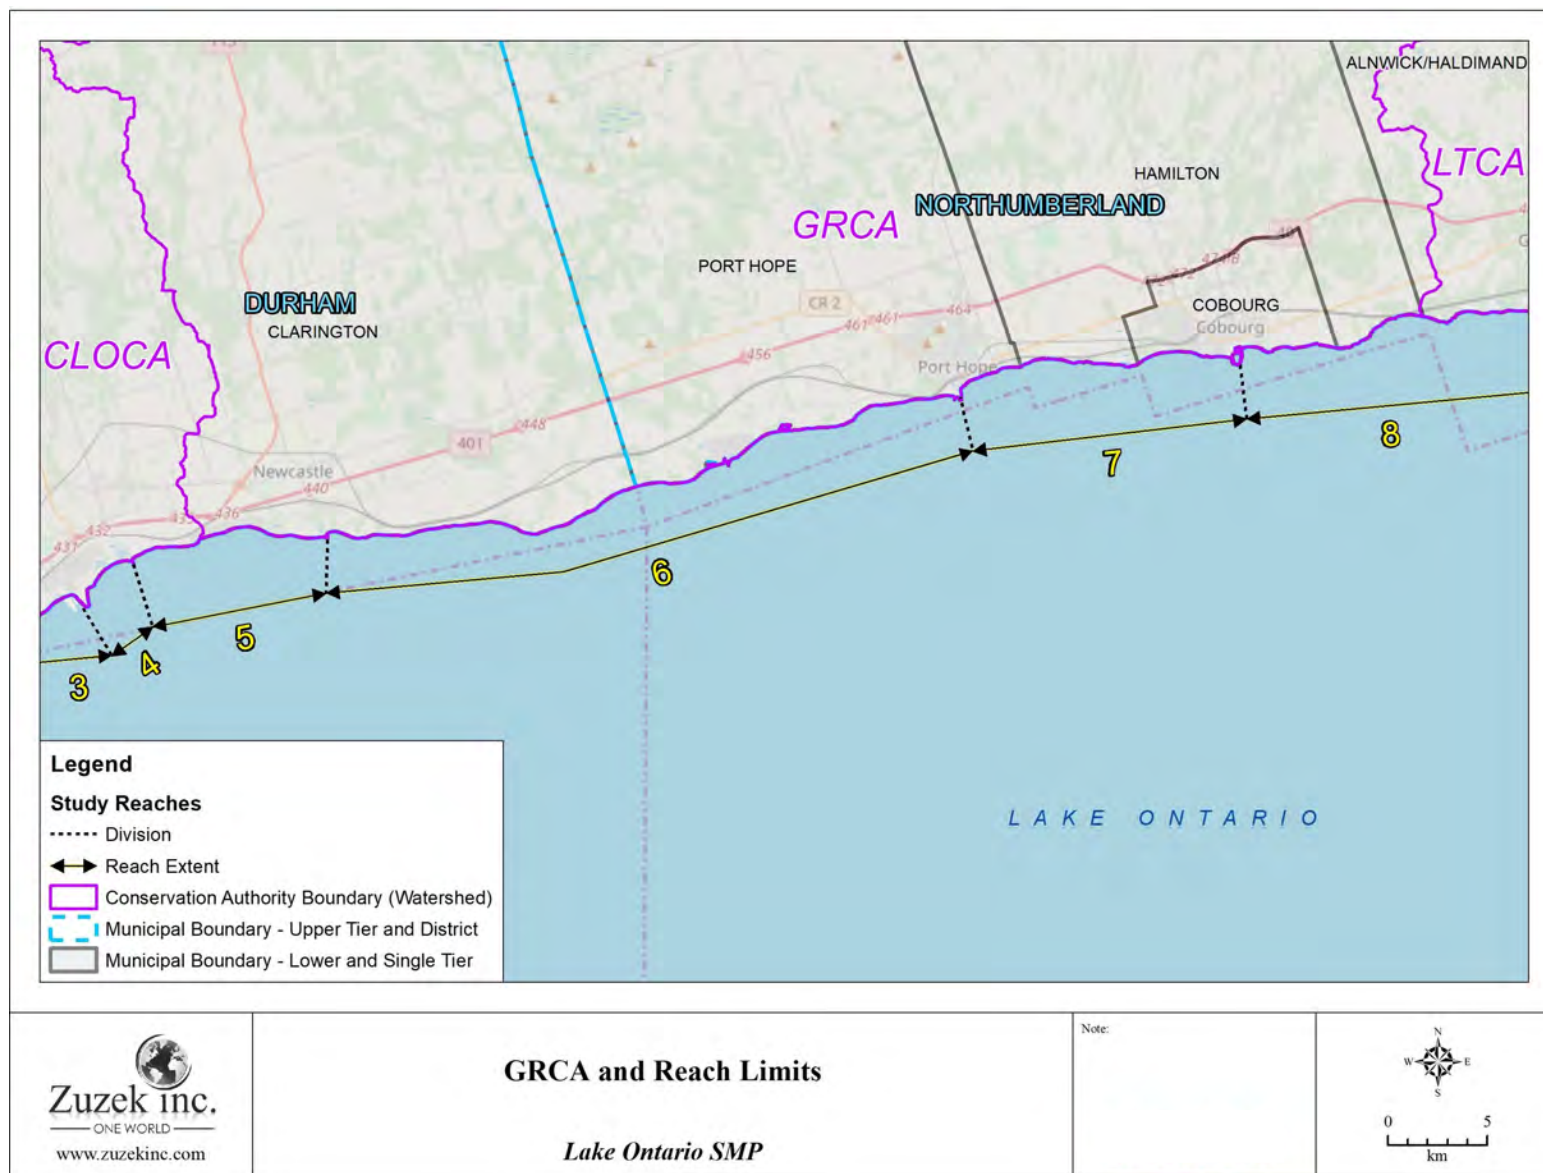 ALNWICK/HALDIMAND
LTCA
HAMILTON
NORTHUMBERLAND
GRCA
PORT HOPE
DURHAM
CLARINGTON
CLOCA
CR 2
COBOURG
Cobourg
464
461
461
456
Port Hope
448
401
Newcastle
440
436
432
431
3
4
5
6
7
8
LAKE ONTARIO
Legend
Study Reaches
Division
Reach Extent
Conservation Authority Boundary (Watershed)
Municipal Boundary - Upper Tier and District
Municipal Boundary - Lower and Single Tier
Zuzek inc.
ONE WORLD
www.zuzekinc.com
GRCA and Reach Limits
Lake Ontario SMP
Note:
N
W E
S
0 5
km